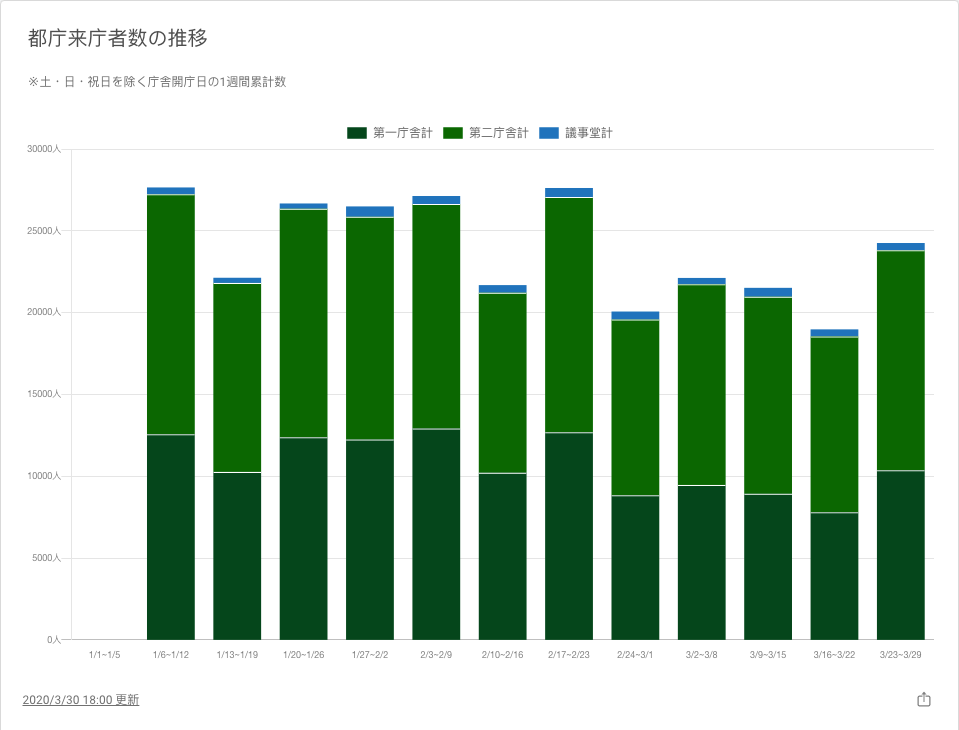 都庁来庁者数の推移
※土・日・祝日を除く庁舎開庁日の1週間累計数
第一庁舎計 第二庁舎計 議事堂計
30000人
25000人
20000人
15000人
10000人
5000人
0人
1/1~1/5 1/6~1/12 1/13~1/19 1/20~1/26 1/27~2/2 2/3~2/9 2/10~2/16 2/17~2/23 2/24~3/1 3/2~3/8 3/9~3/15 3/16~3/22 3/23~3/29
2020/3/30 18:00 更新